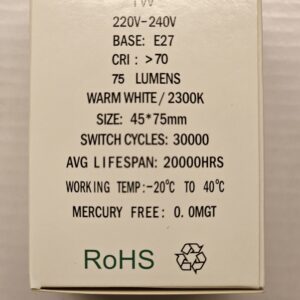 220V-240V
BASE: E27
CRI : >70
75 LUMENS
WARM WHITE / 2300K
SIZE: 45*75mm
SWITCH CYCLES: 30000
AVG LIFESPAN: 20000HRS
WORKING TEMP:-20℃ TO 40℃
MERCURY FREE: 0.0MGT
RoHS